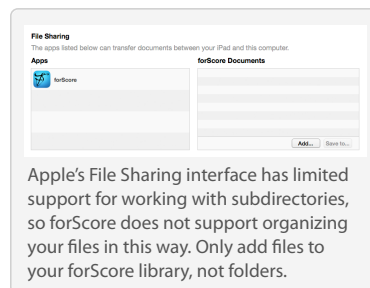 File Sharing
The apps listed below can transfer documents between your iPad and this computer.
Apps forScore Documents
forScore
Add... Save to...
Apple’s File Sharing interface has limited
support for working with subdirectories,
so forScore does not support organizing
your files in this way. Only add files to
your forScore library, not folders.